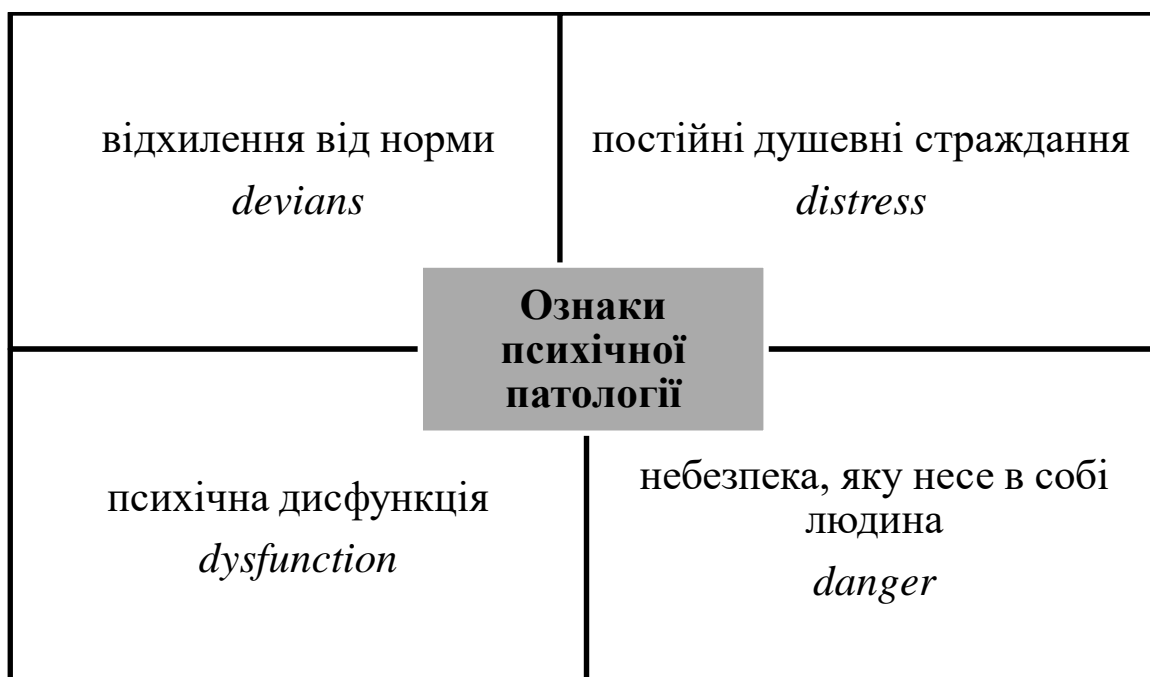 відхилення від норми
devians
постійні душевні страждання
distress
Ознаки
психічної
патології
психічна дисфункція
dysfunction
небезпека, яку несе в собі
людина
danger